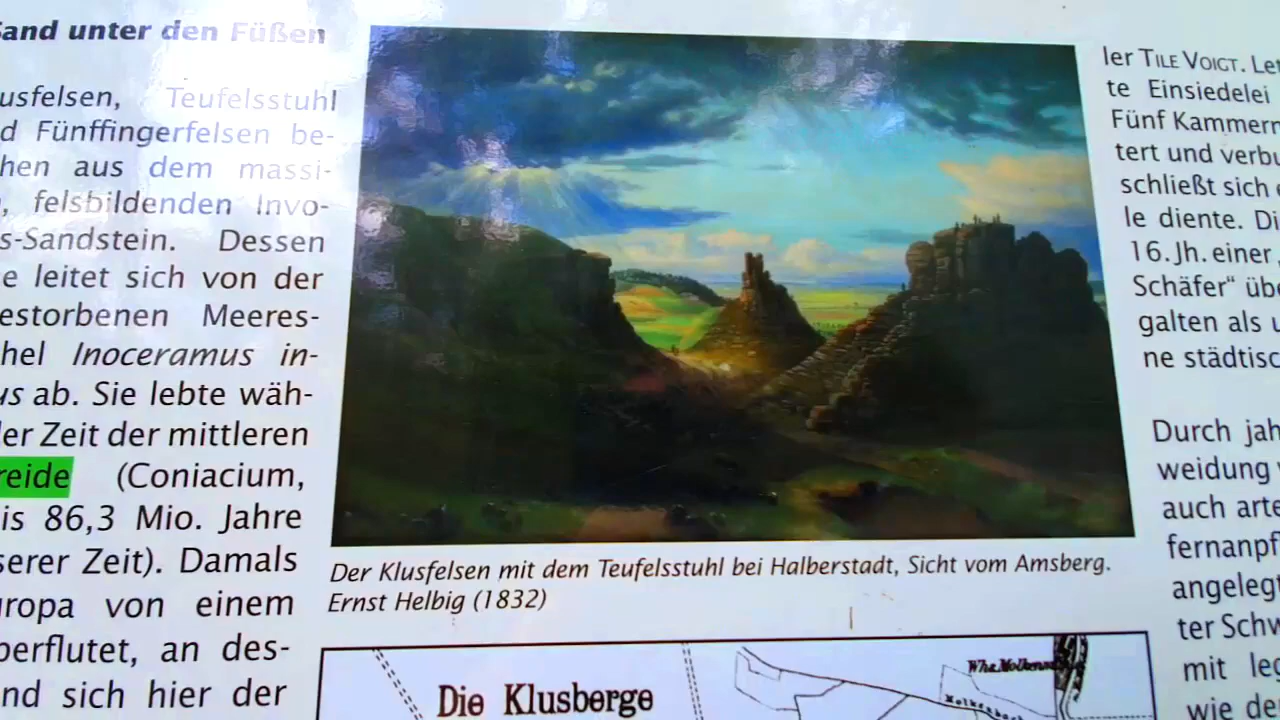 Sand unter den Füßen
usfelsen, Teufelsstuhl
d Fünffingerfelsen be-
hen aus dem massi-
, felsbildenden Invo-
s-Sandstein. Dessen
e leitet sich von der
estorbenen Meeres-
hel Inoceramus in-
us ab. Sie lebte wäh-
der Zeit der mittleren
reide (Coniacium,
is 86,3 Mio. Jahre
serer Zeit). Damals
uropa von einem
berflutet, an des-
nd sich hier der
Der Klusfelsen mit dem Teufelsstuhl bei Halberstadt, Sicht vom Amsberg.
Ernst Helbig (1832)
Die Klusberge
Molkenbach
ler TILE VOIGT. Let
te Einsiedelei
Fünf Kammern
tert und verbu
schließt sich
le diente. Di
16. Jh. einer „
Schäfer“ übe
galten als u
ne städtisc
Durch jah
weidung
auch arte
fernanpf
angelegt
ter Schw
mit leg
wie de